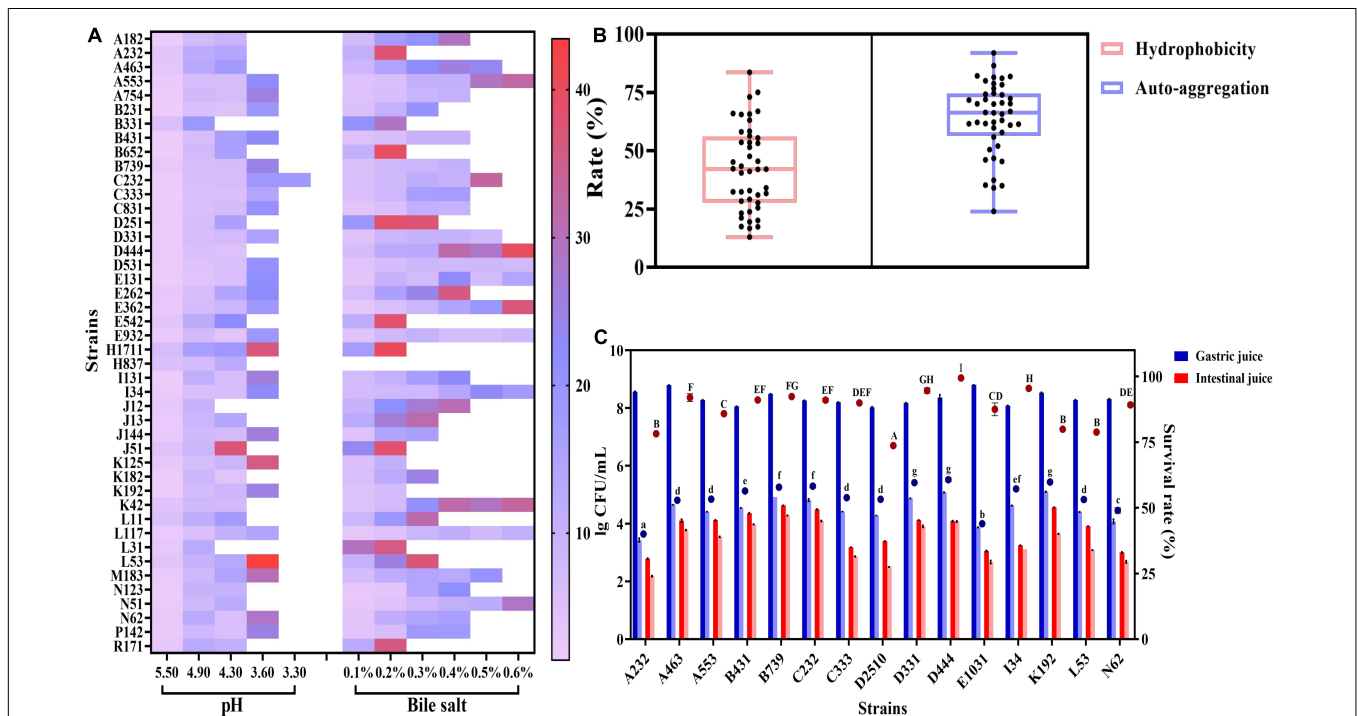 A
Strains
A182
A232
A463
A553
A754
B231
B331
B431
B652
B739
C232
C333
C831
D251
D331
D444
D531
E131
E262
E362
E542
E932
H1711
H837
I131
I34
J12
J13
J144
J51
K125
K182
K192
K42
L11
L117
L31
L53
M183
N123
N51
N62
P142
R171
5.50 4.90 4.30 3.60 3.30
0.1% 0.2% 0.3% 0.4% 0.5% 0.6%
pH
Bile salt
40
30
20
10
B
Rate (%)
100
75
50
25
0
Hydrophobicity
Auto-aggregation
C
lg CFU/mL
10
8
6
4
2
0
B F C EF FG EF DEF A GH I CD H B B DE
a d d e f f d d g g b ef g d c
100
75
50
25
0
Survival rate (%)
Gastric juice
Intestinal juice
A232 A463 A553 B431 B739 C232 C333 D2510 D331 D444 E1031 I34 K192 L53 N62
Strains